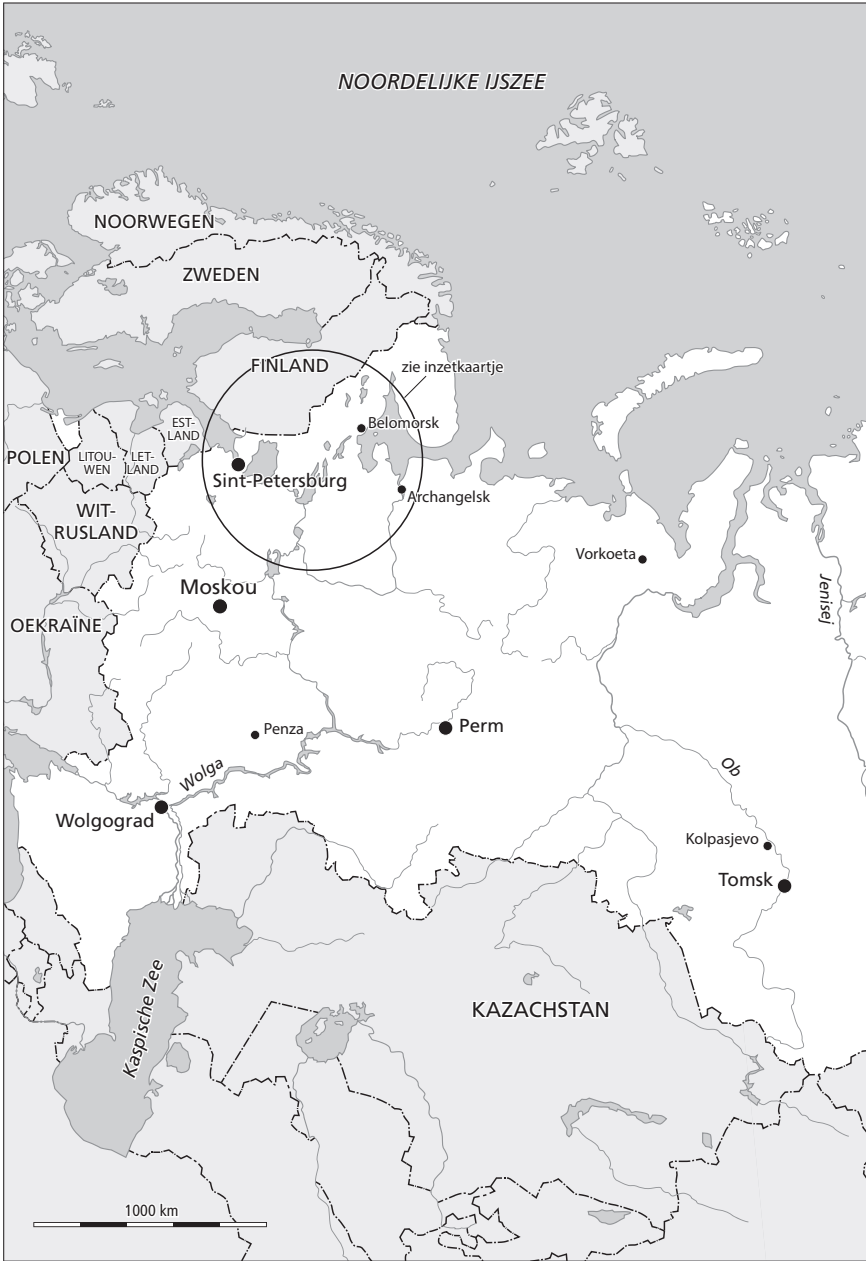 NOORDELIJKE IJSZEE
NOORWEGEN
ZWEDEN
FINLAND
zie inzetkaartje
Belomorsk
EST-
LAND
POLEN
LITOU-
WEN
LET-
LAND
Sint-Petersburg
Archangelsk
WIT-
RUSLAND
Vorkoeta
Moskou
Jenisej
OEKRAÏNE
Penza
Perm
Wolga
Ob
Wolgograd
Kolpasjevo
Tomsk
Kaspische Zee
KAZACHSTAN
1000 km